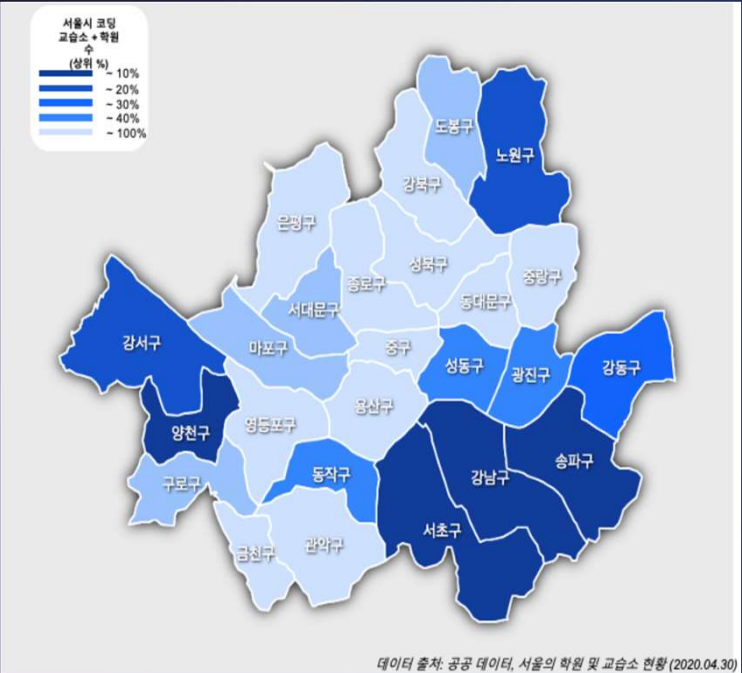 서울시 코딩
교습소 + 학원
수
(상위 %)
~ 10%
~ 20%
~ 30%
~ 40%
~ 100%
도봉구
노원구
강북구
은평구
성북구
중랑구
종로구
동대문구
서대문구
강서구
마포구
중구
성동구
광진구
강동구
양천구
영등포구
용산구
송파구
구로구
동작구
강남구
서초구
금천구
관악구
데이터 출처: 공공 데이터, 서울의 학원 및 교습소 현황 (2020.04.30)